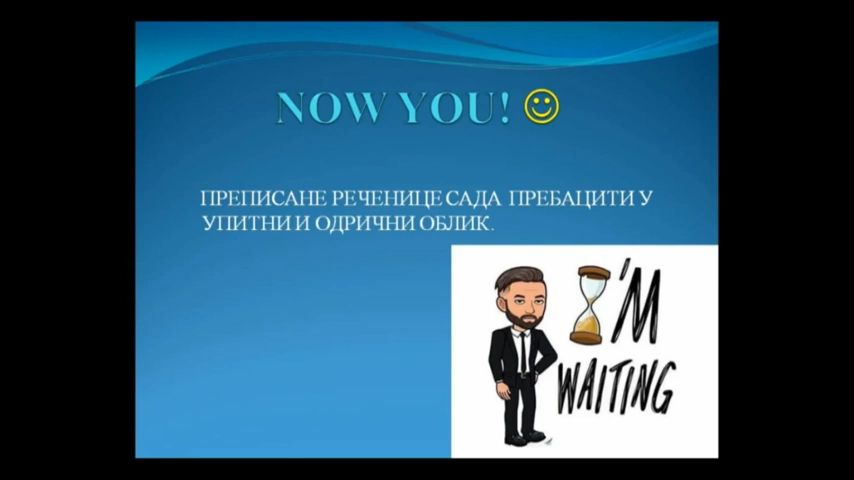 NOW YOU! ☺
ПРЕПИСАНЕ РЕЧЕНИЦЕ САДА ПРЕБАЦИТИ У
УПИТНИ И ОДРИЧНИ ОБЛИК.
I'M
WAITING